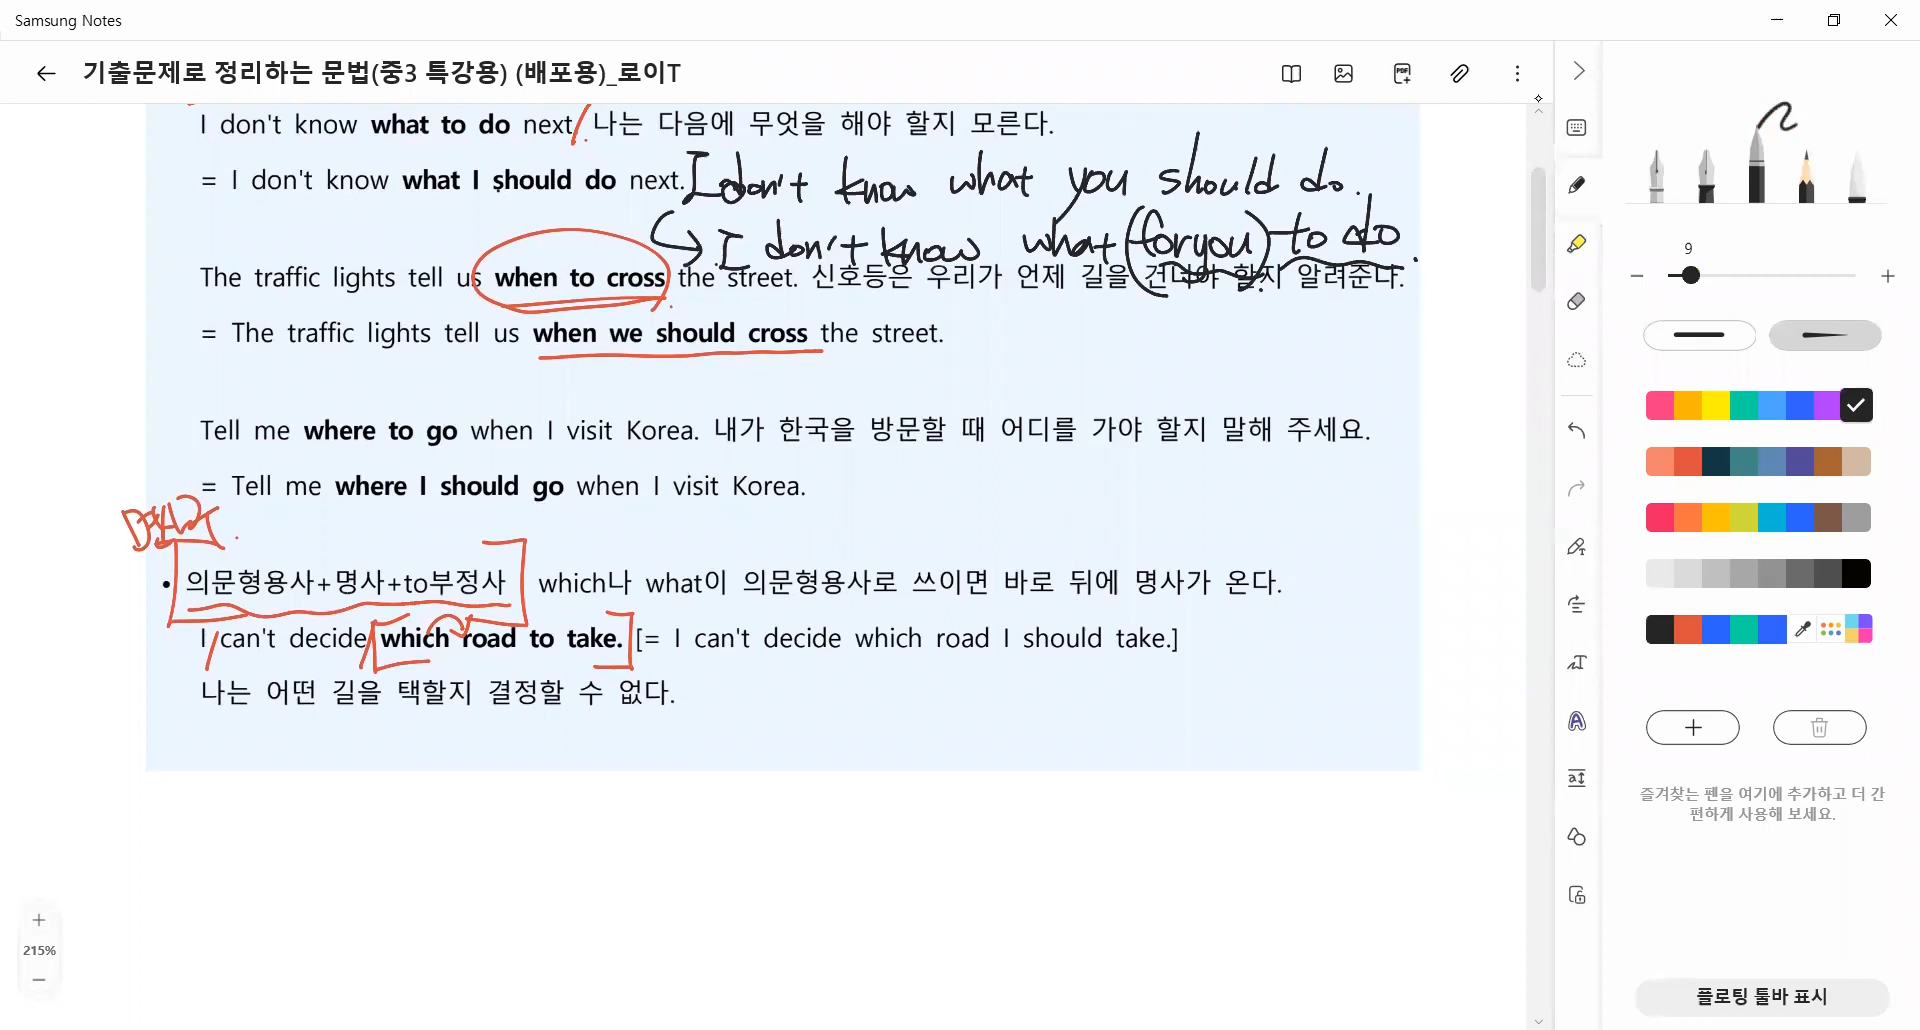 Samsung Notes
기출문제로 정리하는 문법(중3 특강용) (배포용)_로이T
I don't know what to do next. 나는 다음에 무엇을 해야 할지 모른다.
= I don't know what I should do next.
I don't know what you should do.
I don't know what (for you) to do.
The traffic lights tell us when to cross the street. 신호등은 우리가 언제 길을 건너야 할지 알려준다.
= The traffic lights tell us when we should cross the street.
Tell me where to go when I visit Korea. 내가 한국을 방문할 때 어디를 가야 할지 말해 주세요.
= Tell me where I should go when I visit Korea.
• 의문형용사+명사+to부정사 which나 what이 의문형용사로 쓰이면 바로 뒤에 명사가 온다.
I can't decide which road to take. [= I can't decide which road I should take.]
나는 어떤 길을 택할지 결정할 수 없다.
215%
9
즐겨찾는 펜을 여기에 추가하고 더 간
편하게 사용해 보세요.
플로팅 툴바 표시